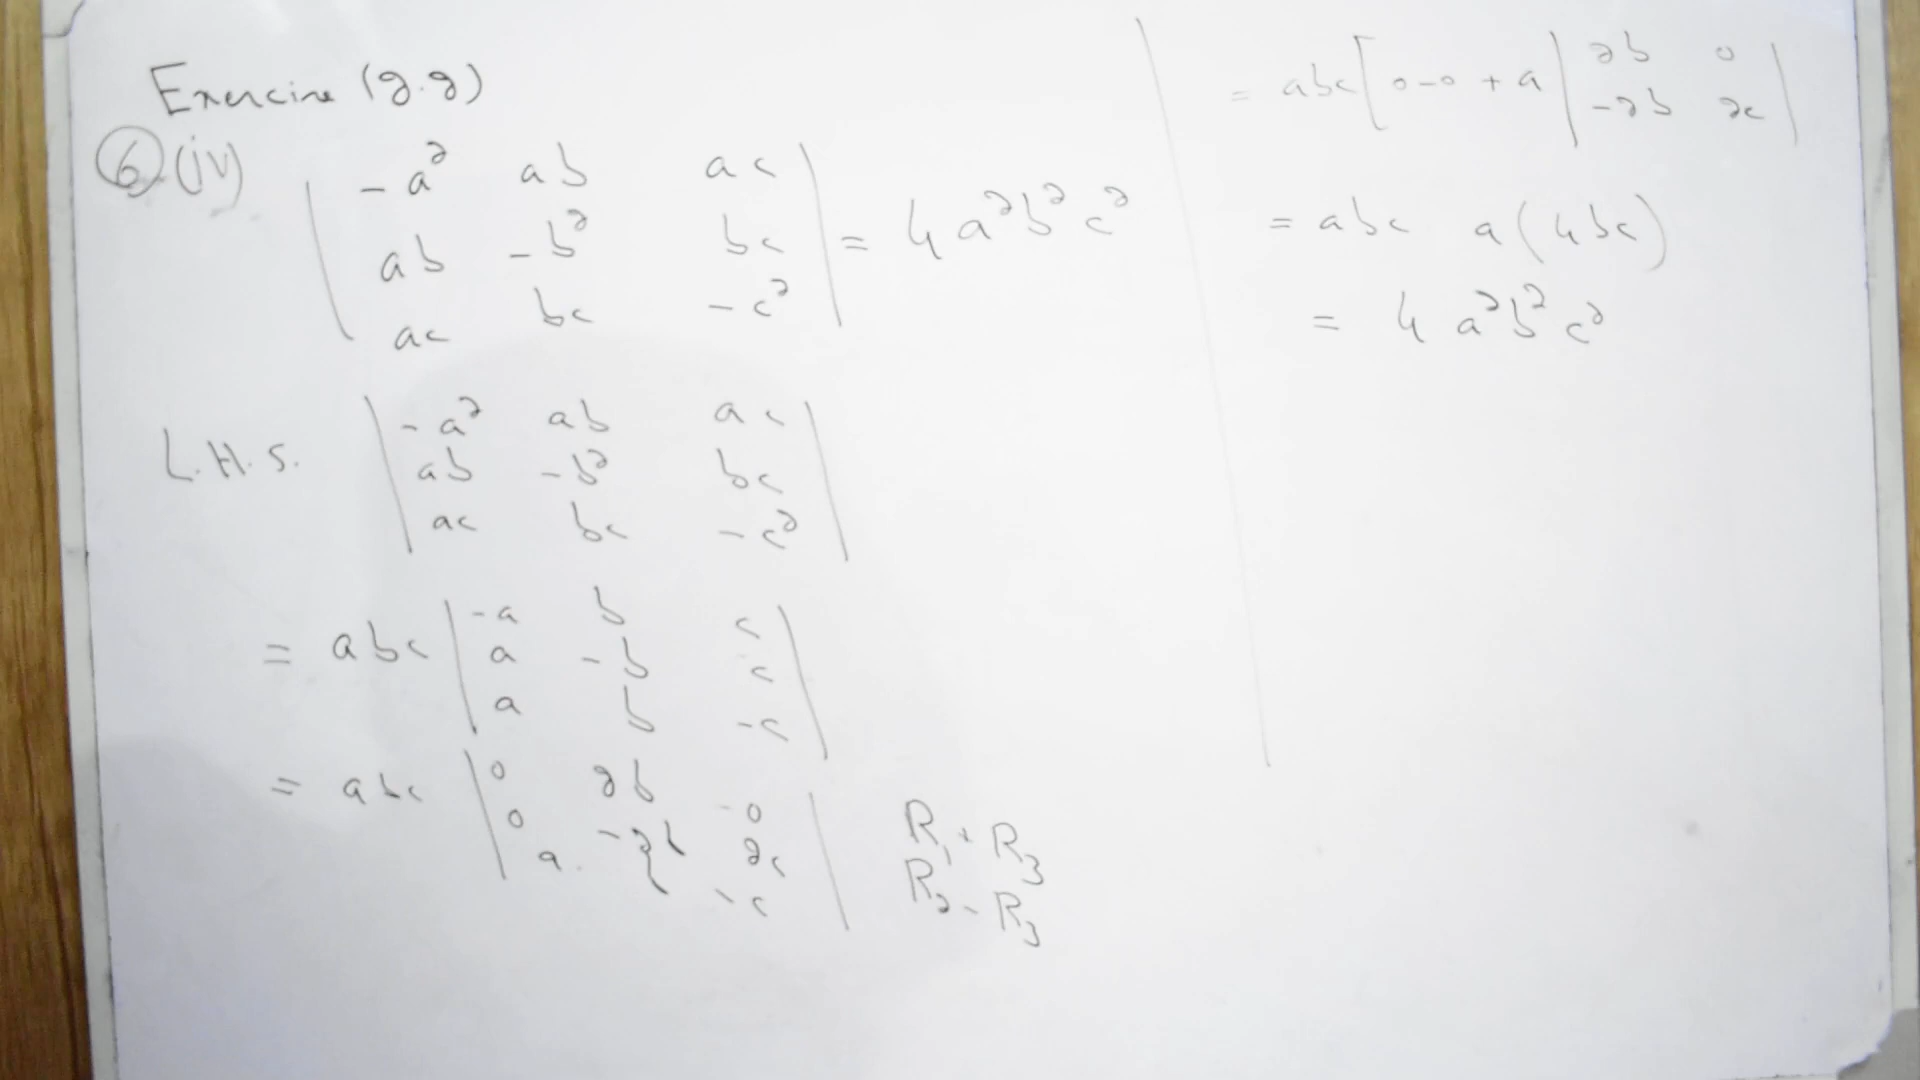 Exercise (2.2)
6 (iv)
| -a² ab ac |
| ab -b² bc | = 4a²b²c²
| ac bc -c² |
L.H.S. | -a² ab ac |
| ab -b² bc |
| ac bc -c² |
= abc | -a b c |
| a -b c |
| a b -c |
= abc | 0 2b 0 |
| 0 -2b 2c |
| a b -c |
R₁ + R₃
R₂ - R₃
= abc [ 0-0 + a | 2b 0 |
| -2b 2c |
= abc a(4bc)
= 4 a²b²c²